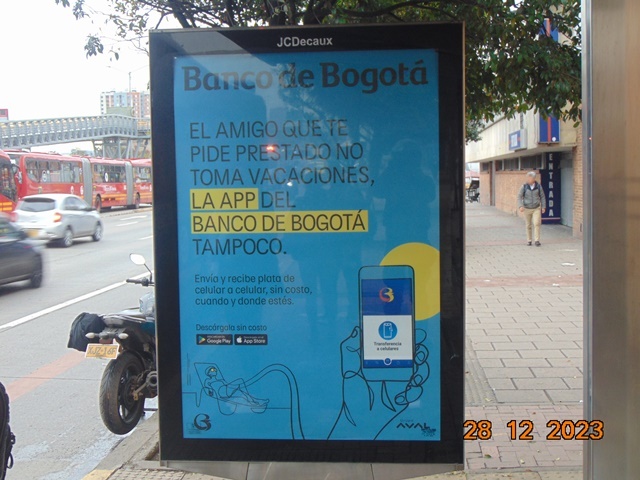 JCDecaux
Banco de Bogotá
EL AMIGO QUE TE
PIDE PRESTADO NO
TOMA VACACIONES,
LA APP DEL
BANCO DE BOGOTÁ
TAMPOCO.
Envía y recibe plata de
celular a celular, sin costo,
cuando y donde estés.
Descárgala sin costo
Google Play
App Store
Transferencia
a celulares
AVAL
ENTRADA
28 12 2023